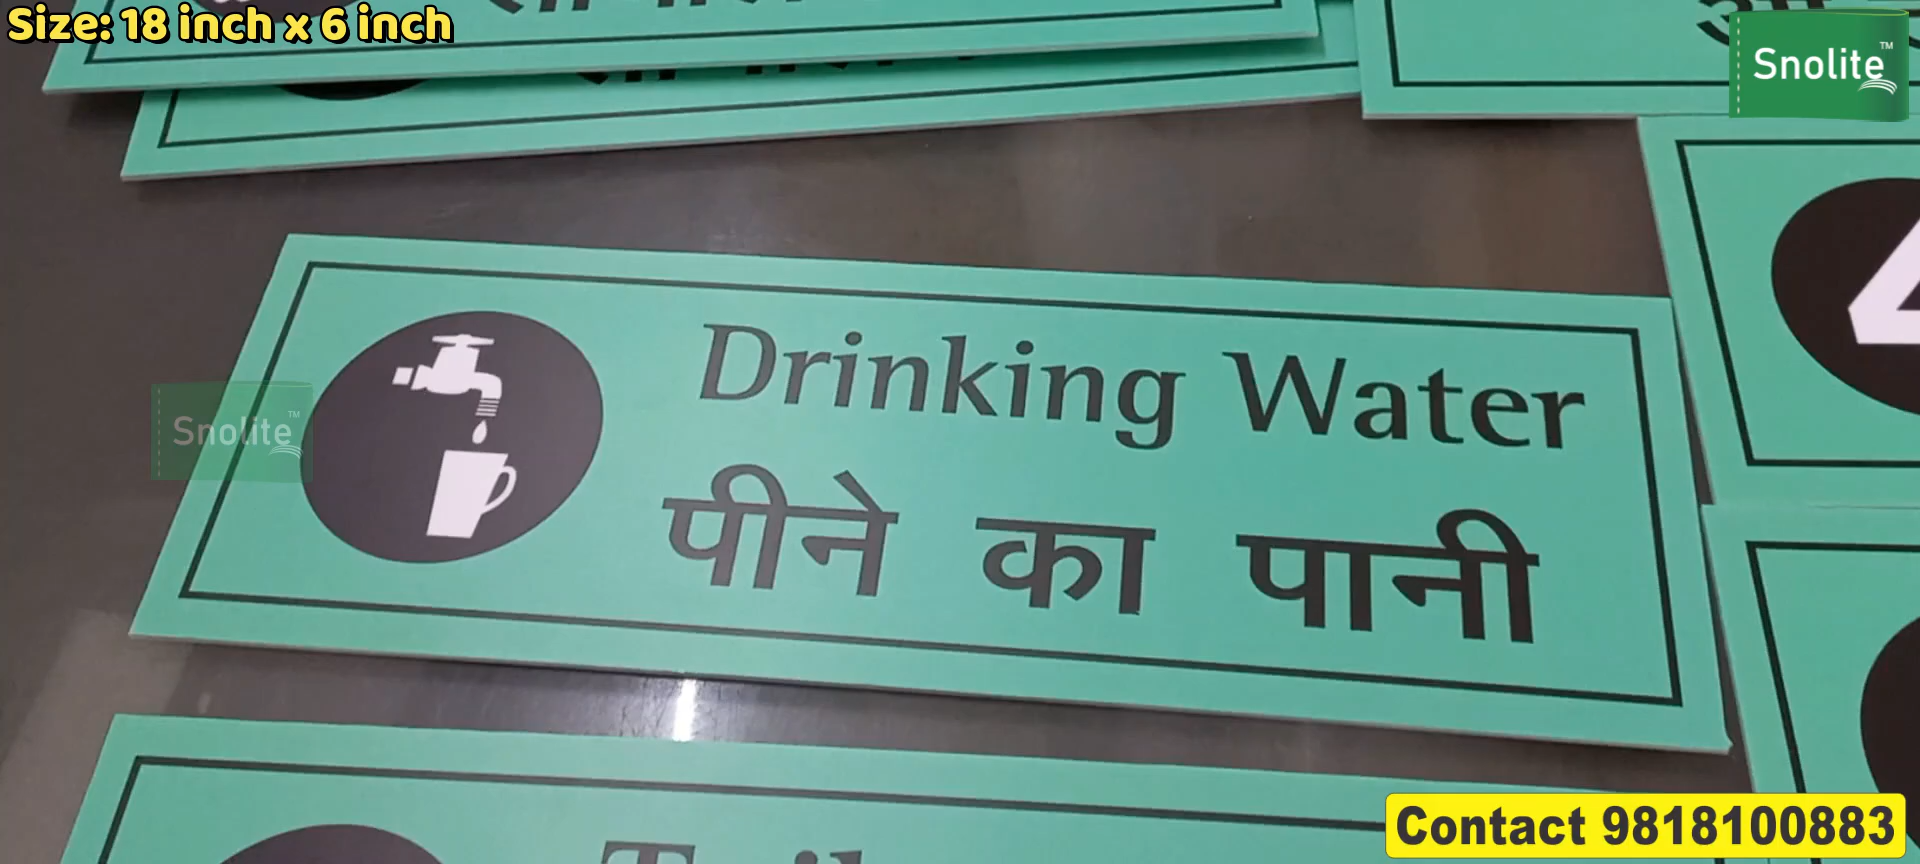 Size: 18 inch x 6 inch
Snolite™
Drinking Water
Snolite™
पीने का पानी
Contact 9818100883